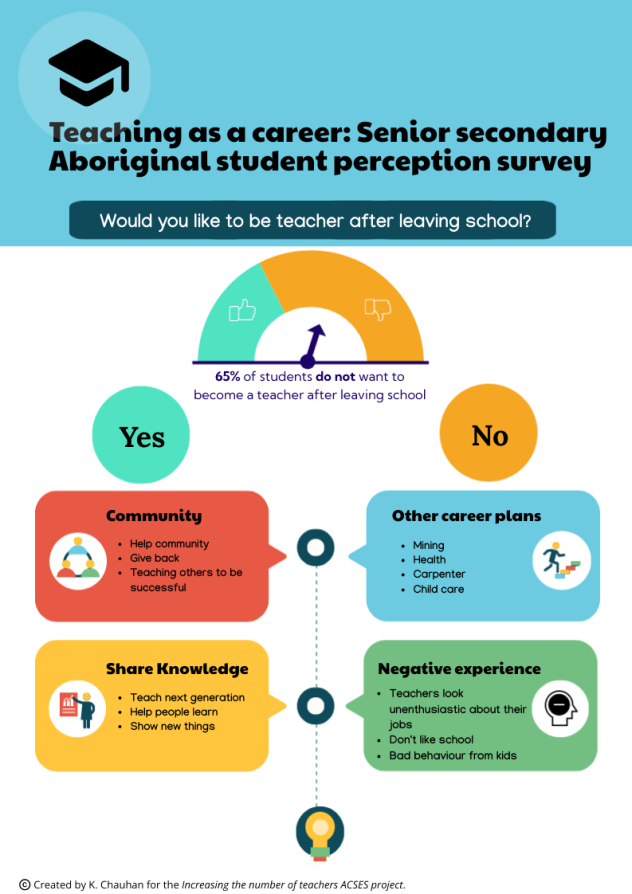 Teaching as a career: Senior secondary
Aboriginal student perception survey
Would you like to be teacher after leaving school?
65% of students do not want to
become a teacher after leaving school
Yes
No
Community
• Help community
• Give back
• Teaching others to be
successful
Other career plans
• Mining
• Health
• Carpenter
• Child care
Share Knowledge
• Teach next generation
• Help people learn
• Show new things
Negative experience
• Teachers look
unenthusiastic about their
jobs
• Don't like school
• Bad behaviour from kids
© Created by K. Chauhan for the Increasing the number of teachers ACSES project.